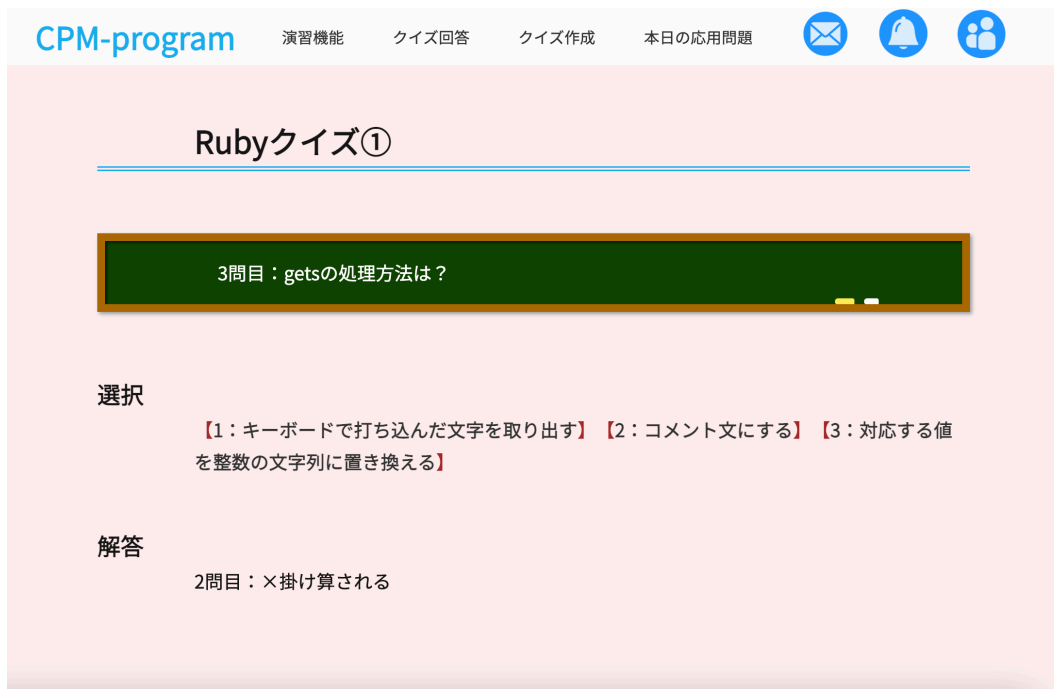 CPM-program 演習機能 クイズ回答 クイズ作成 本日の応用問題
Rubyクイズ①
3問目：getsの処理方法は？
選択
【1：キーボードで打ち込んだ文字を取り出す】【2：コメント文にする】【3：対応する値
を整数の文字列に置き換える】
解答
2問目：×掛け算される